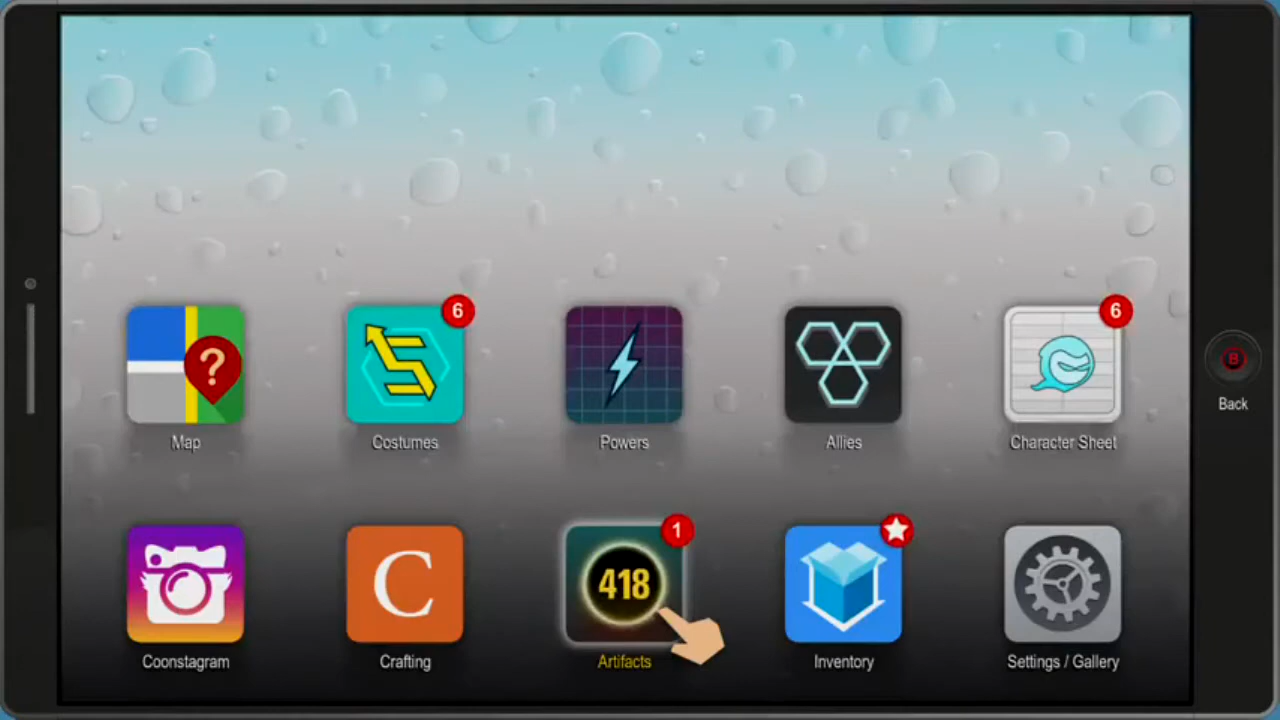 ?
6
6
Map
Costumes
Powers
Allies
Character Sheet
B
Back
C
1
418
Coonstagram
Crafting
Artifacts
Inventory
Settings / Gallery